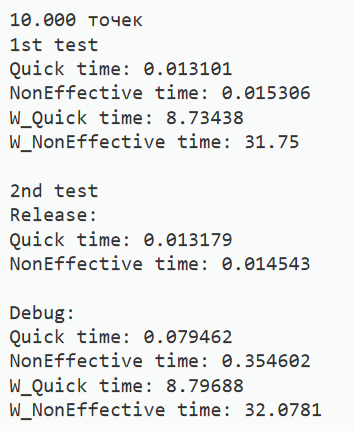 10.000 точек
1st test
Quick time: 0.013101
NonEffective time: 0.015306
W_Quick time: 8.73438
W_NonEffective time: 31.75
2nd test
Release:
Quick time: 0.013179
NonEffective time: 0.014543
Debug:
Quick time: 0.079462
NonEffective time: 0.354602
W_Quick time: 8.79688
W_NonEffective time: 32.0781